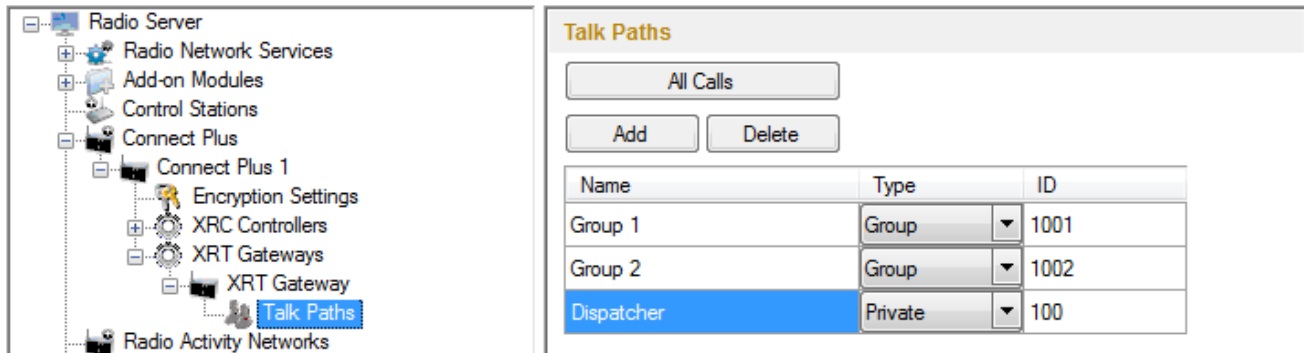 Radio Server
Radio Network Services
Add-on Modules
Control Stations
Connect Plus
Connect Plus 1
Encryption Settings
XRC Controllers
XRT Gateways
XRT Gateway
Talk Paths
Radio Activity Networks
Talk Paths
All Calls
Add Delete
Name Type ID
Group 1 Group 1001
Group 2 Group 1002
Dispatcher Private 100